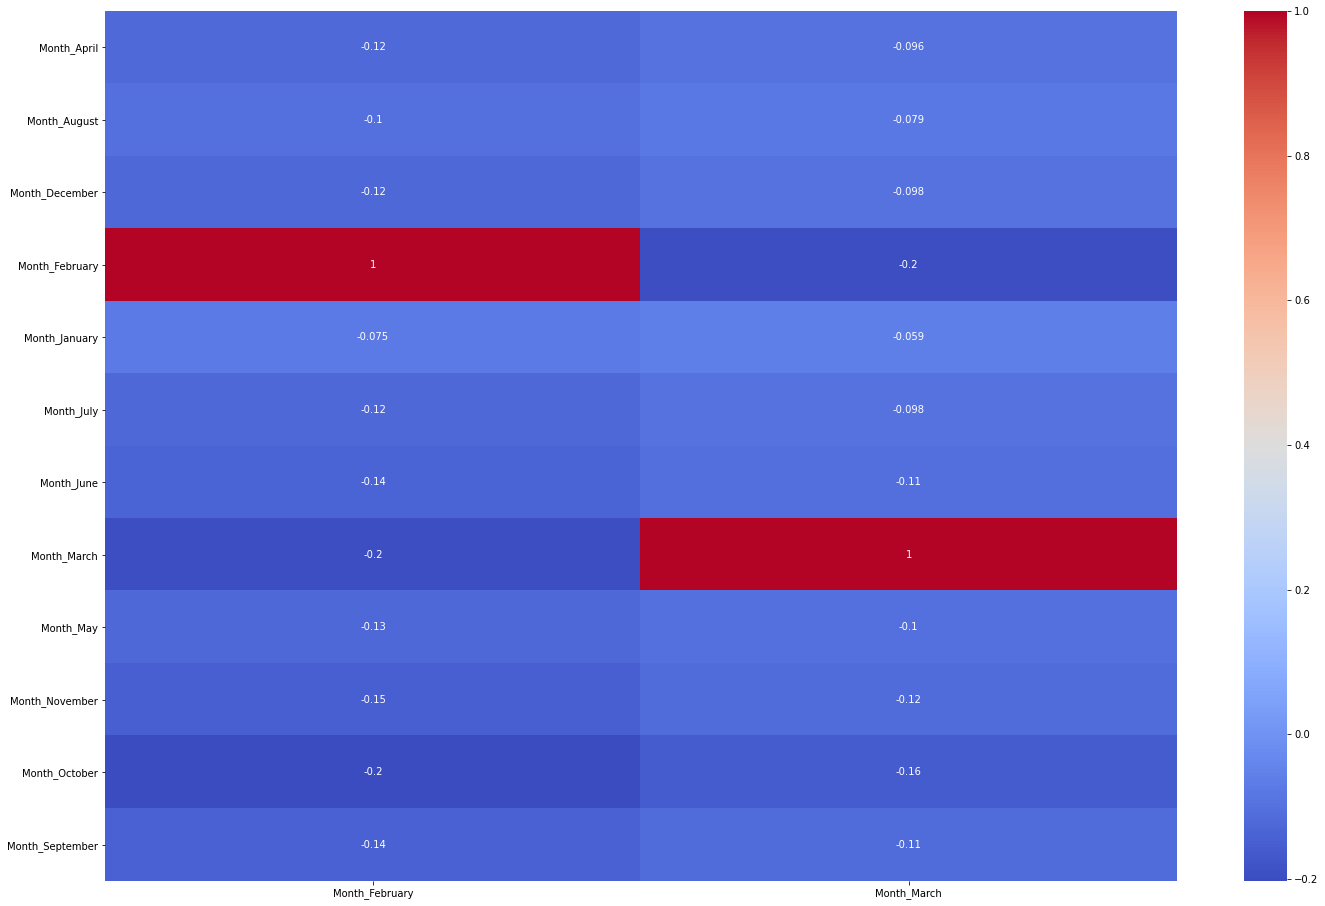 Month_April -0.12 -0.096
Month_August -0.1 -0.079
Month_December -0.12 -0.098
Month_February 1 -0.2
Month_January -0.075 -0.059
Month_July -0.12 -0.098
Month_June -0.14 -0.11
Month_March -0.2 1
Month_May -0.13 -0.1
Month_November -0.15 -0.12
Month_October -0.2 -0.16
Month_September -0.14 -0.11
Month_February Month_March
1.0
0.8
0.6
0.4
0.2
0.0
−0.2